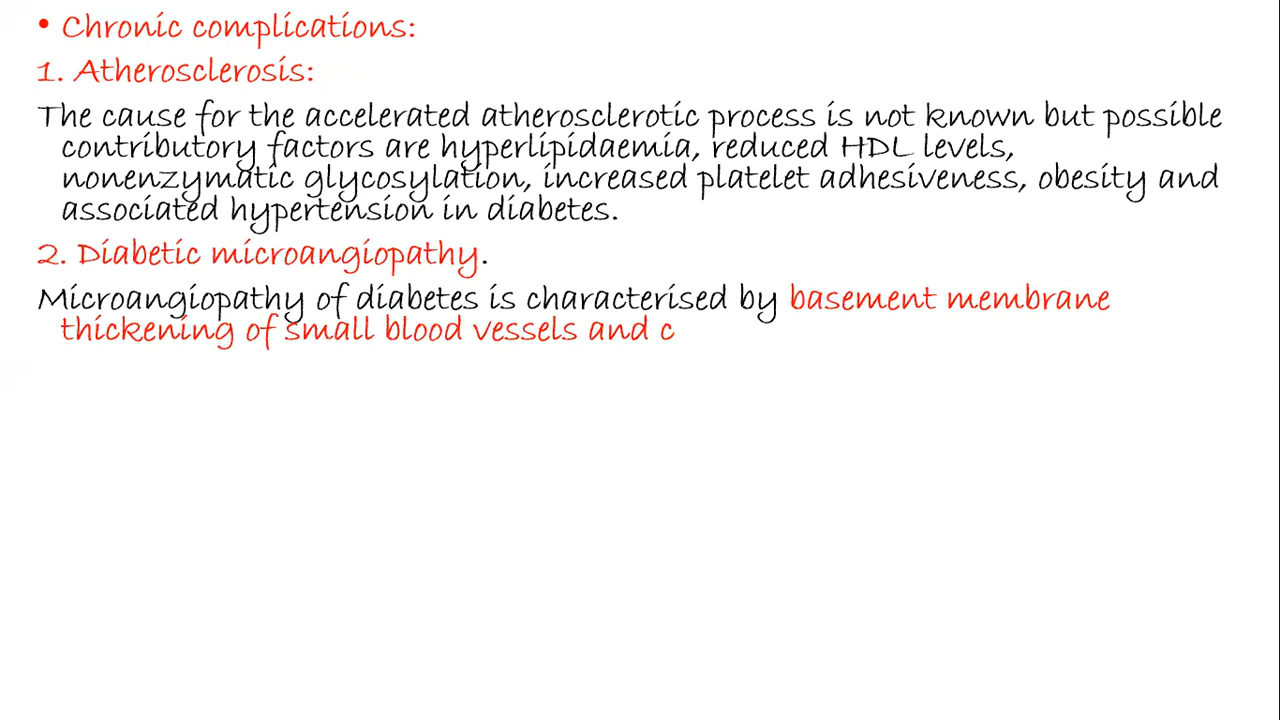 • Chronic complications:
1. Atherosclerosis:
The cause for the accelerated atherosclerotic process is not known but possible
contributory factors are hyperlipidaemia, reduced HDL levels,
nonenzymatic glycosylation, increased platelet adhesiveness, obesity and
associated hypertension in diabetes.
2. Diabetic microangiopathy.
Microangiopathy of diabetes is characterised by basement membrane
thickening of small blood vessels and c